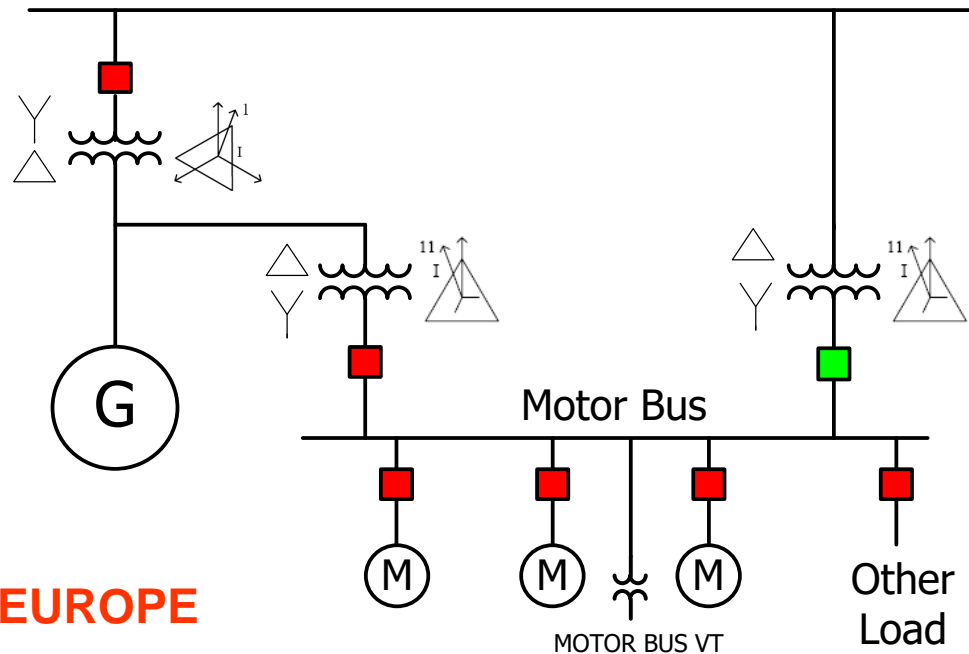 1
I
11
I
11
I
G
Motor Bus
M
M
M
EUROPE
MOTOR BUS VT
Other
Load